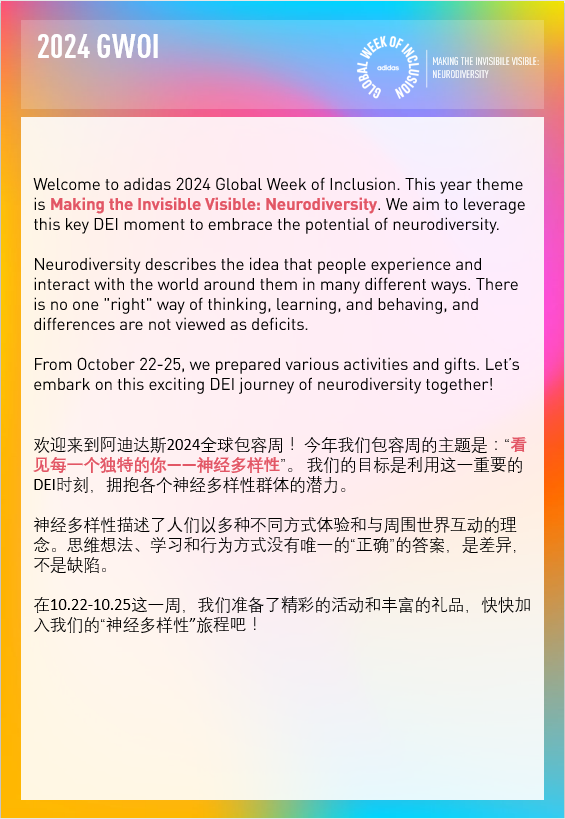 2024 GWOI
GLOBAL WEEK OF INCLUSION
adidas
MAKING THE INVISIBILE VISIBLE:
NEURODIVERSITY
Welcome to adidas 2024 Global Week of Inclusion. This year theme
is Making the Invisible Visible: Neurodiversity. We aim to leverage
this key DEI moment to embrace the potential of neurodiversity.
Neurodiversity describes the idea that people experience and
interact with the world around them in many different ways. There
is no one "right" way of thinking, learning, and behaving, and
differences are not viewed as deficits.
From October 22-25, we prepared various activities and gifts. Let’s
embark on this exciting DEI journey of neurodiversity together!
欢迎来到阿迪达斯2024全球包容周！今年我们包容周的主题是：“看
见每一个独特的你——神经多样性”。 我们的目标是利用这一重要的
DEI时刻，拥抱各个神经多样性群体的潜力。
神经多样性描述了人们以多种不同方式体验和与周围世界互动的理
念。思维想法、学习和行为方式没有唯一的“正确”的答案，是差异，
不是缺陷。
在10.22-10.25这一周，我们准备了精彩的活动和丰富的礼品，快快加
入我们的“神经多样性”旅程吧！